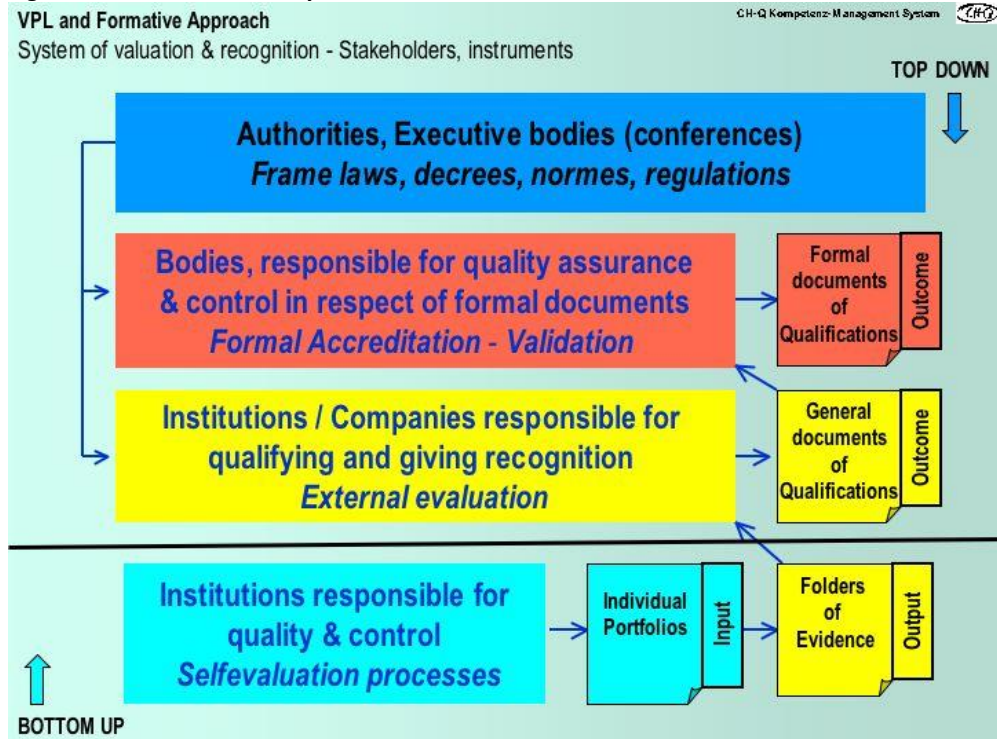 VPL and Formative Approach
CH-Q Kompetenz-Management System
CH-Q
System of valuation & recognition - Stakeholders, instruments
TOP DOWN
Authorities, Executive bodies (conferences)
Frame laws, decrees, normes, regulations
Bodies, responsible for quality assurance
& control in respect of formal documents
Formal Accreditation - Validation
Formal
documents
of
Qualifications
Outcome
Institutions / Companies responsible for
qualifying and giving recognition
External evaluation
General
documents
of
Qualifications
Outcome
Institutions responsible for
quality & control
Selfevaluation processes
Individual
Portfolios
Input
Folders
of
Evidence
Output
BOTTOM UP